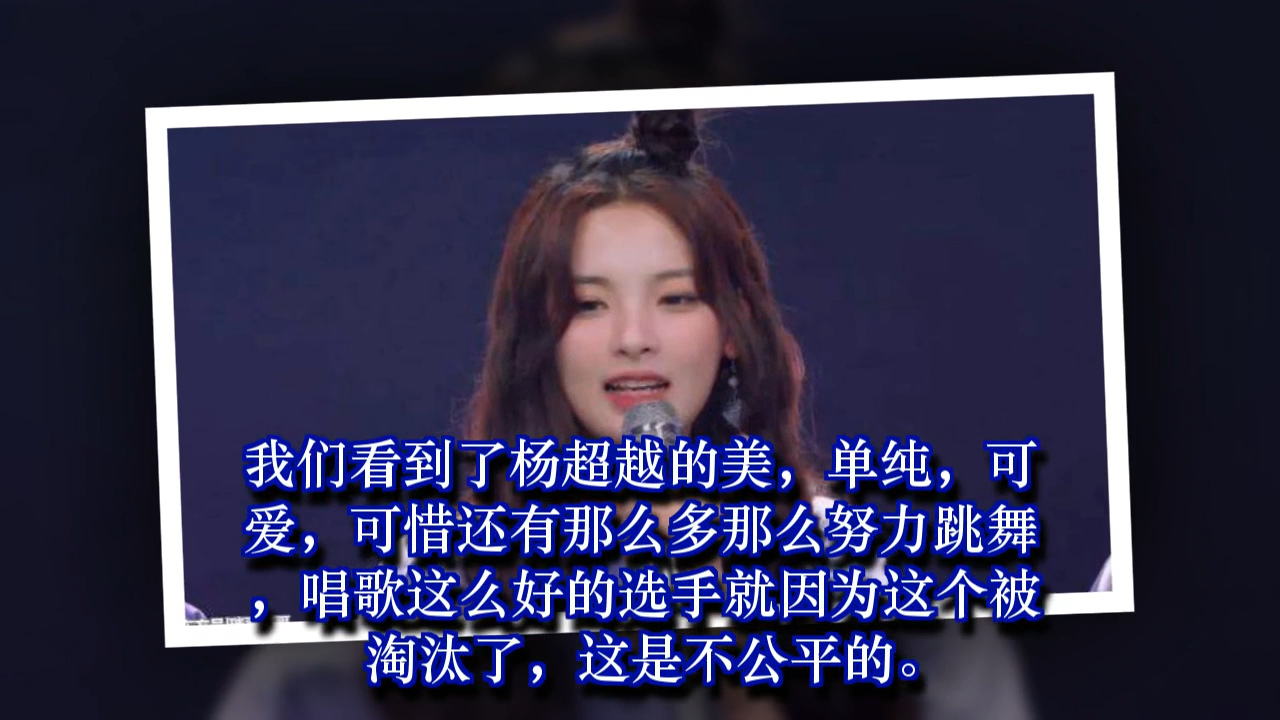 我们看到了杨超越的美，单纯，可
爱，可惜还有那么多那么努力跳舞
，唱歌这么好的选手就因为这个被
淘汰了，这是不公平的。